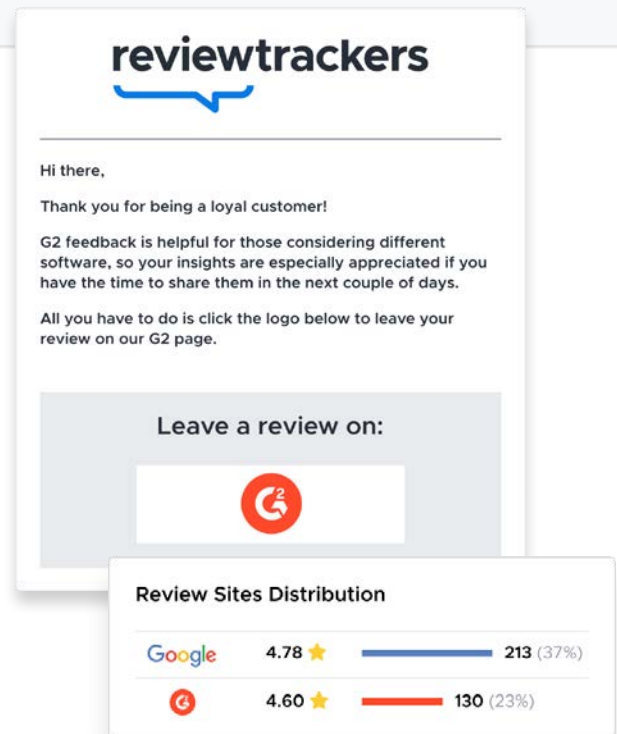 reviewtrackers
Hi there,
Thank you for being a loyal customer!
G2 feedback is helpful for those considering different
software, so your insights are especially appreciated if you
have the time to share them in the next couple of days.
All you have to do is click the logo below to leave your
review on our G2 page.
Leave a review on:
G2
Review Sites Distribution
Google 4.78 213 (37%)
G 4.60 130 (23%)